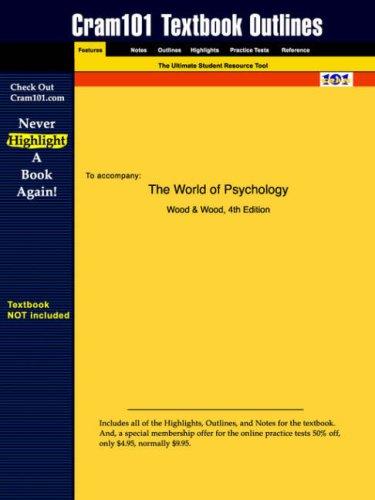 Cram101 Textbook Outlines
Features Notes Outlines Highlights Practice Tests Reference
The Ultimate Student Resource Tool
Check Out
Cram101.com
101
Never
Highlight
A
Book
Again!
To accompany:
The World of Psychology
Wood & Wood, 4th Edition
Textbook
NOT included
Includes all of the Highlights, Outlines, and Notes for the textbook.
And, a special membership offer for the online practice tests 50% off,
only $4.95, normally $9.95.